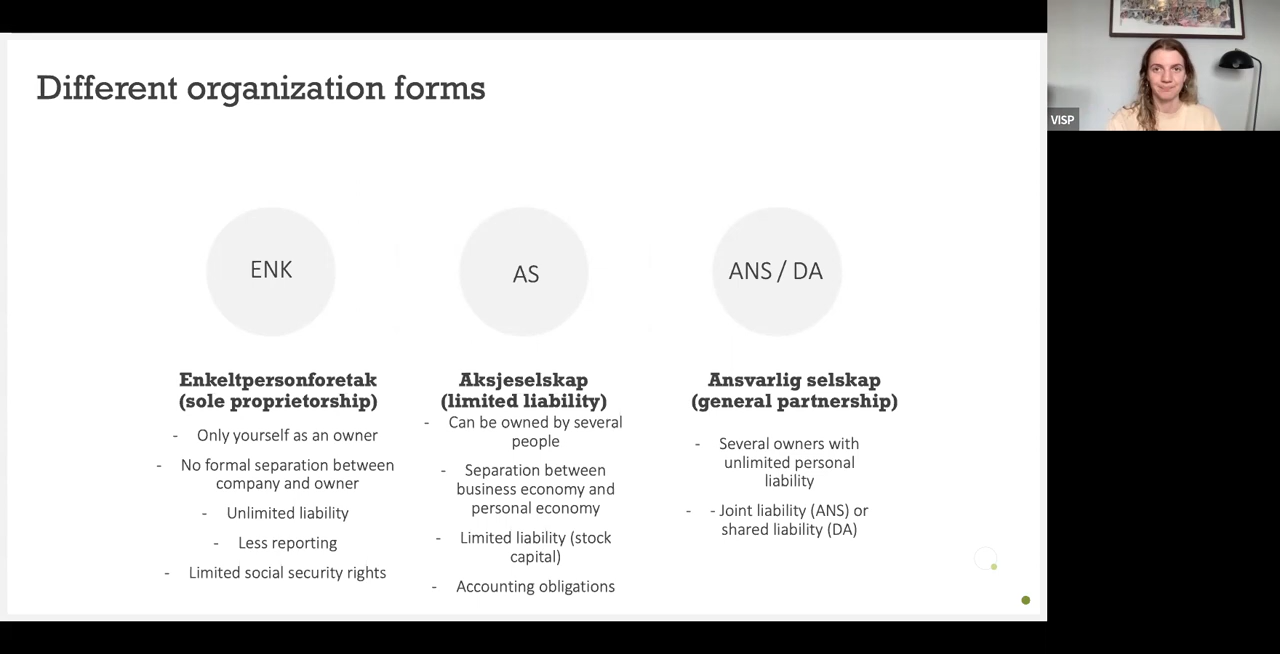 Different organization forms
VISP
ENK
AS
ANS / DA
Enkeltpersonforetak
(sole proprietorship)
- Only yourself as an owner
- No formal separation between
company and owner
- Unlimited liability
- Less reporting
- Limited social security rights
Aksjeselskap
(limited liability)
- Can be owned by several
people
- Separation between
business economy and
personal economy
- Limited liability (stock
capital)
- Accounting obligations
Ansvarlig selskap
(general partnership)
- Several owners with
unlimited personal
liability
- - Joint liability (ANS) or
shared liability (DA)